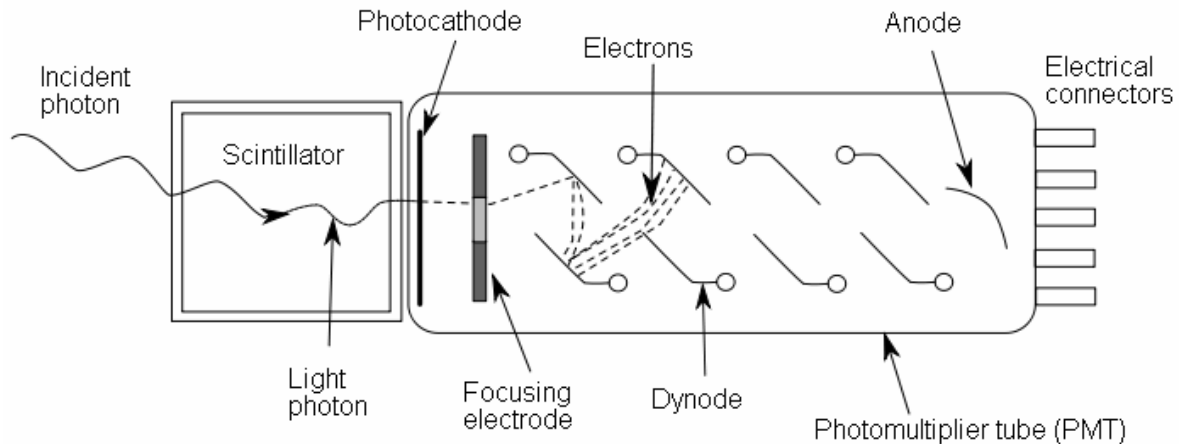 Photocathode
Electrons
Anode
Incident
photon
Electrical
connectors
Scintillator
Light
photon
Focusing
electrode
Dynode
Photomultiplier tube (PMT)